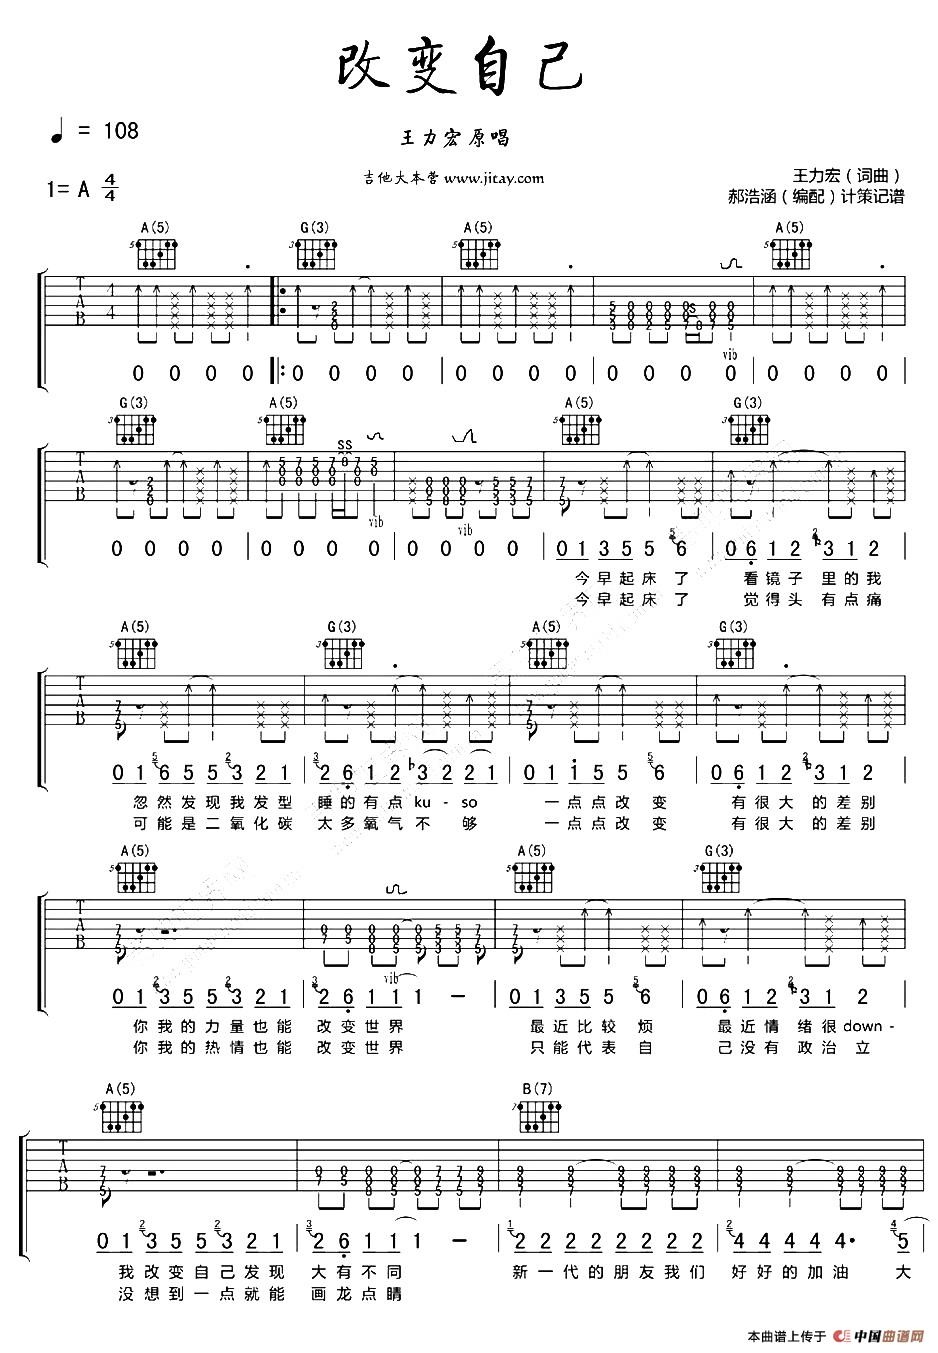 改变自己
♩ = 108
王力宏原唱
1= A 4/4
吉他大本营 www.jitay.com
王力宏（词曲）
郝浩涵（编配）计策记谱
A(5) G(3) A(5) A(5)
vib
0 0 0 0 0 0 0 0 0 0 0 0 0 0 0 0 0 0 0 0
G(3) A(5) A(5) G(3)
vib vib
0 0 0 0 0 0 0 0 0 0 0 0 0 1 3 5 5 6 0 6 1 2 3 1 2
今早起床了 看镜子里的我
今早起床了 觉得头有点痛
A(5) G(3) A(5) G(3)
0 1 6 5 5 3 2 1 2 6 1 2 b3 2 2 1 0 1 1 5 5 6 0 6 1 2 b3 1 2
忽然发现我发型 睡的有点ku-so 一点点改变 有很大的差别
可能是二氧化碳 太多氧气不够 一点点改变 有很大的差别
A(5) A(5) G(3)
vib
0 1 3 5 5 3 2 1 2 6 1 1 1 – 0 1 3 5 5 6 0 6 1 2 b3 1 2
你我的力量也能 改变世界 最近比较烦 最近情绪很down-
你我的热情也能 改变世界 只能代表自 己没有政治立
A(5) B(7)
0 1 3 5 5 3 2 1 2 6 1 1 1 – 2 2 2 2 2 2 2 2 4 4 4 4 4· 5
我改变自己发现 大有不同 新一代的朋友我们 好好的加油 大
没想到一点就能 画龙点睛
本曲谱上传于 中国曲谱网